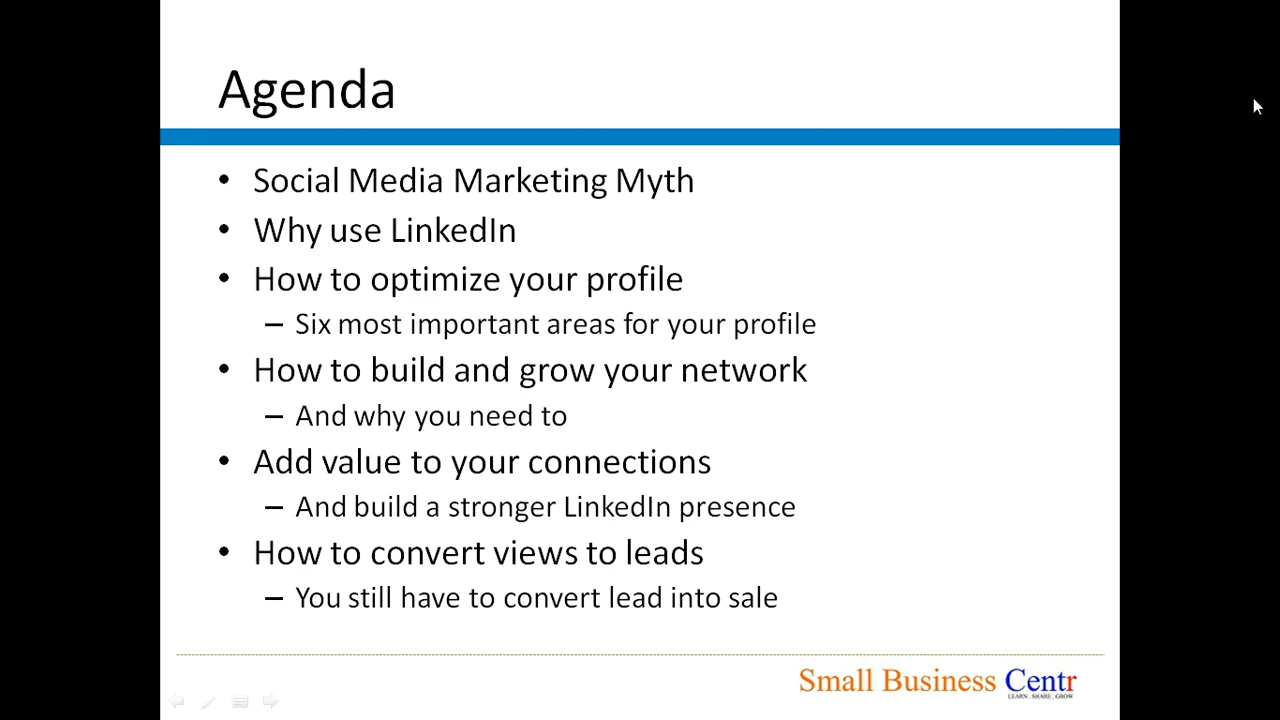 Agenda
• Social Media Marketing Myth
• Why use LinkedIn
• How to optimize your profile
– Six most important areas for your profile
• How to build and grow your network
– And why you need to
• Add value to your connections
– And build a stronger LinkedIn presence
• How to convert views to leads
– You still have to convert lead into sale
Small Business Centr
LEARN . SHARE . GROW